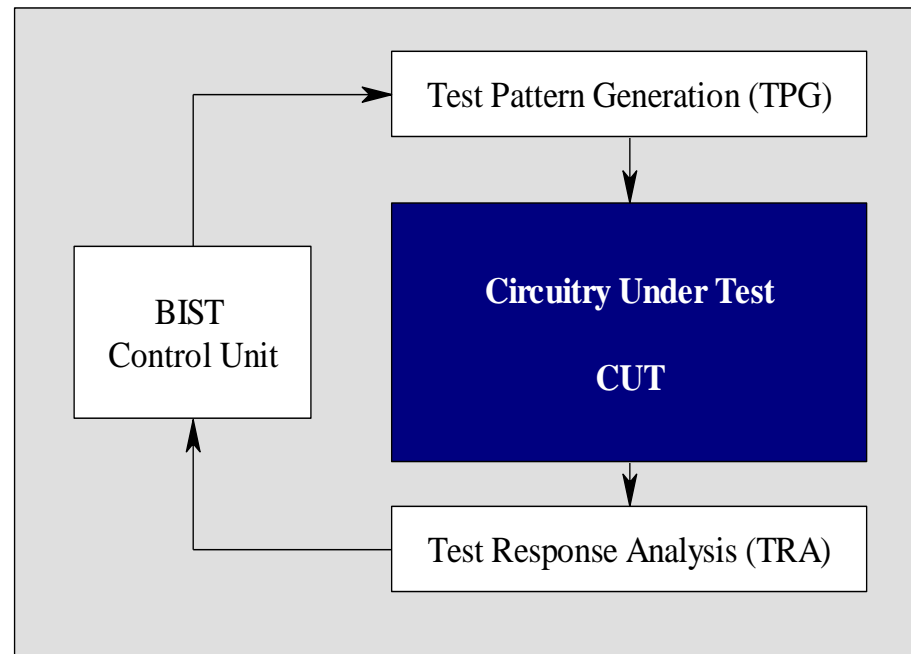 Test Pattern Generation (TPG)
Circuitry Under Test
CUT
BIST
Control Unit
Test Response Analysis (TRA)